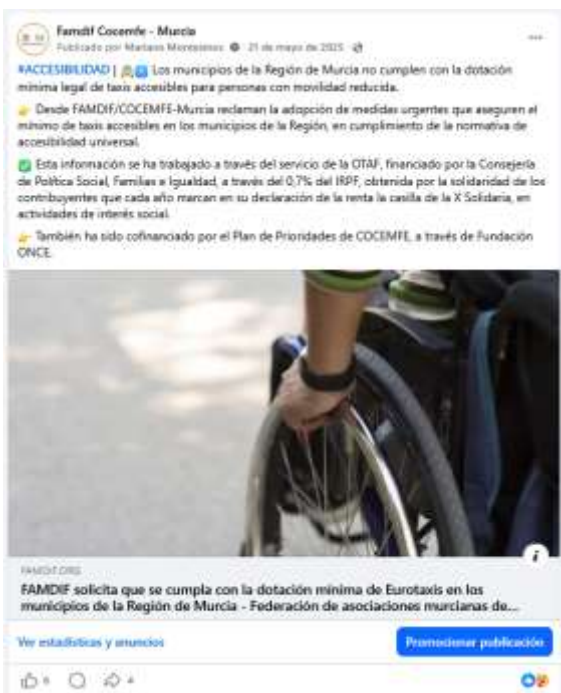 Famdif Cocemfe - Murcia
Publicado por Mariano Montesinos · 21 de mayo de 2025
#ACCESIBILIDAD | Los municipios de la Región de Murcia no cumplen con la dotación
mínima legal de taxis accesibles para personas con movilidad reducida.
Desde FAMDIF/COCEMFE-Murcia reclaman la adopción de medidas urgentes que aseguren el
mínimo de taxis accesibles en los municipios de la Región, en cumplimiento de la normativa de
accesibilidad universal.
Esta información se ha trabajado a través del servicio de la OTAF, financiado por la Consejería
de Política Social, Familias e Igualdad, a través del 0,7% del IRPF, obtenida por la solidaridad de los
contribuyentes que cada año marcan en su declaración de la renta la casilla de la X Solidaria, en
actividades de interés social.
También ha sido cofinanciado por el Plan de Prioridades de COCEMFE, a través de Fundación
ONCE.
FAMDIF.ORG
FAMDIF solicita que se cumpla con la dotación mínima de Eurotaxis en los
municipios de la Región de Murcia - Federación de asociaciones murcianas de...
Ver estadísticas y anuncios
Promocionar publicación
6
4